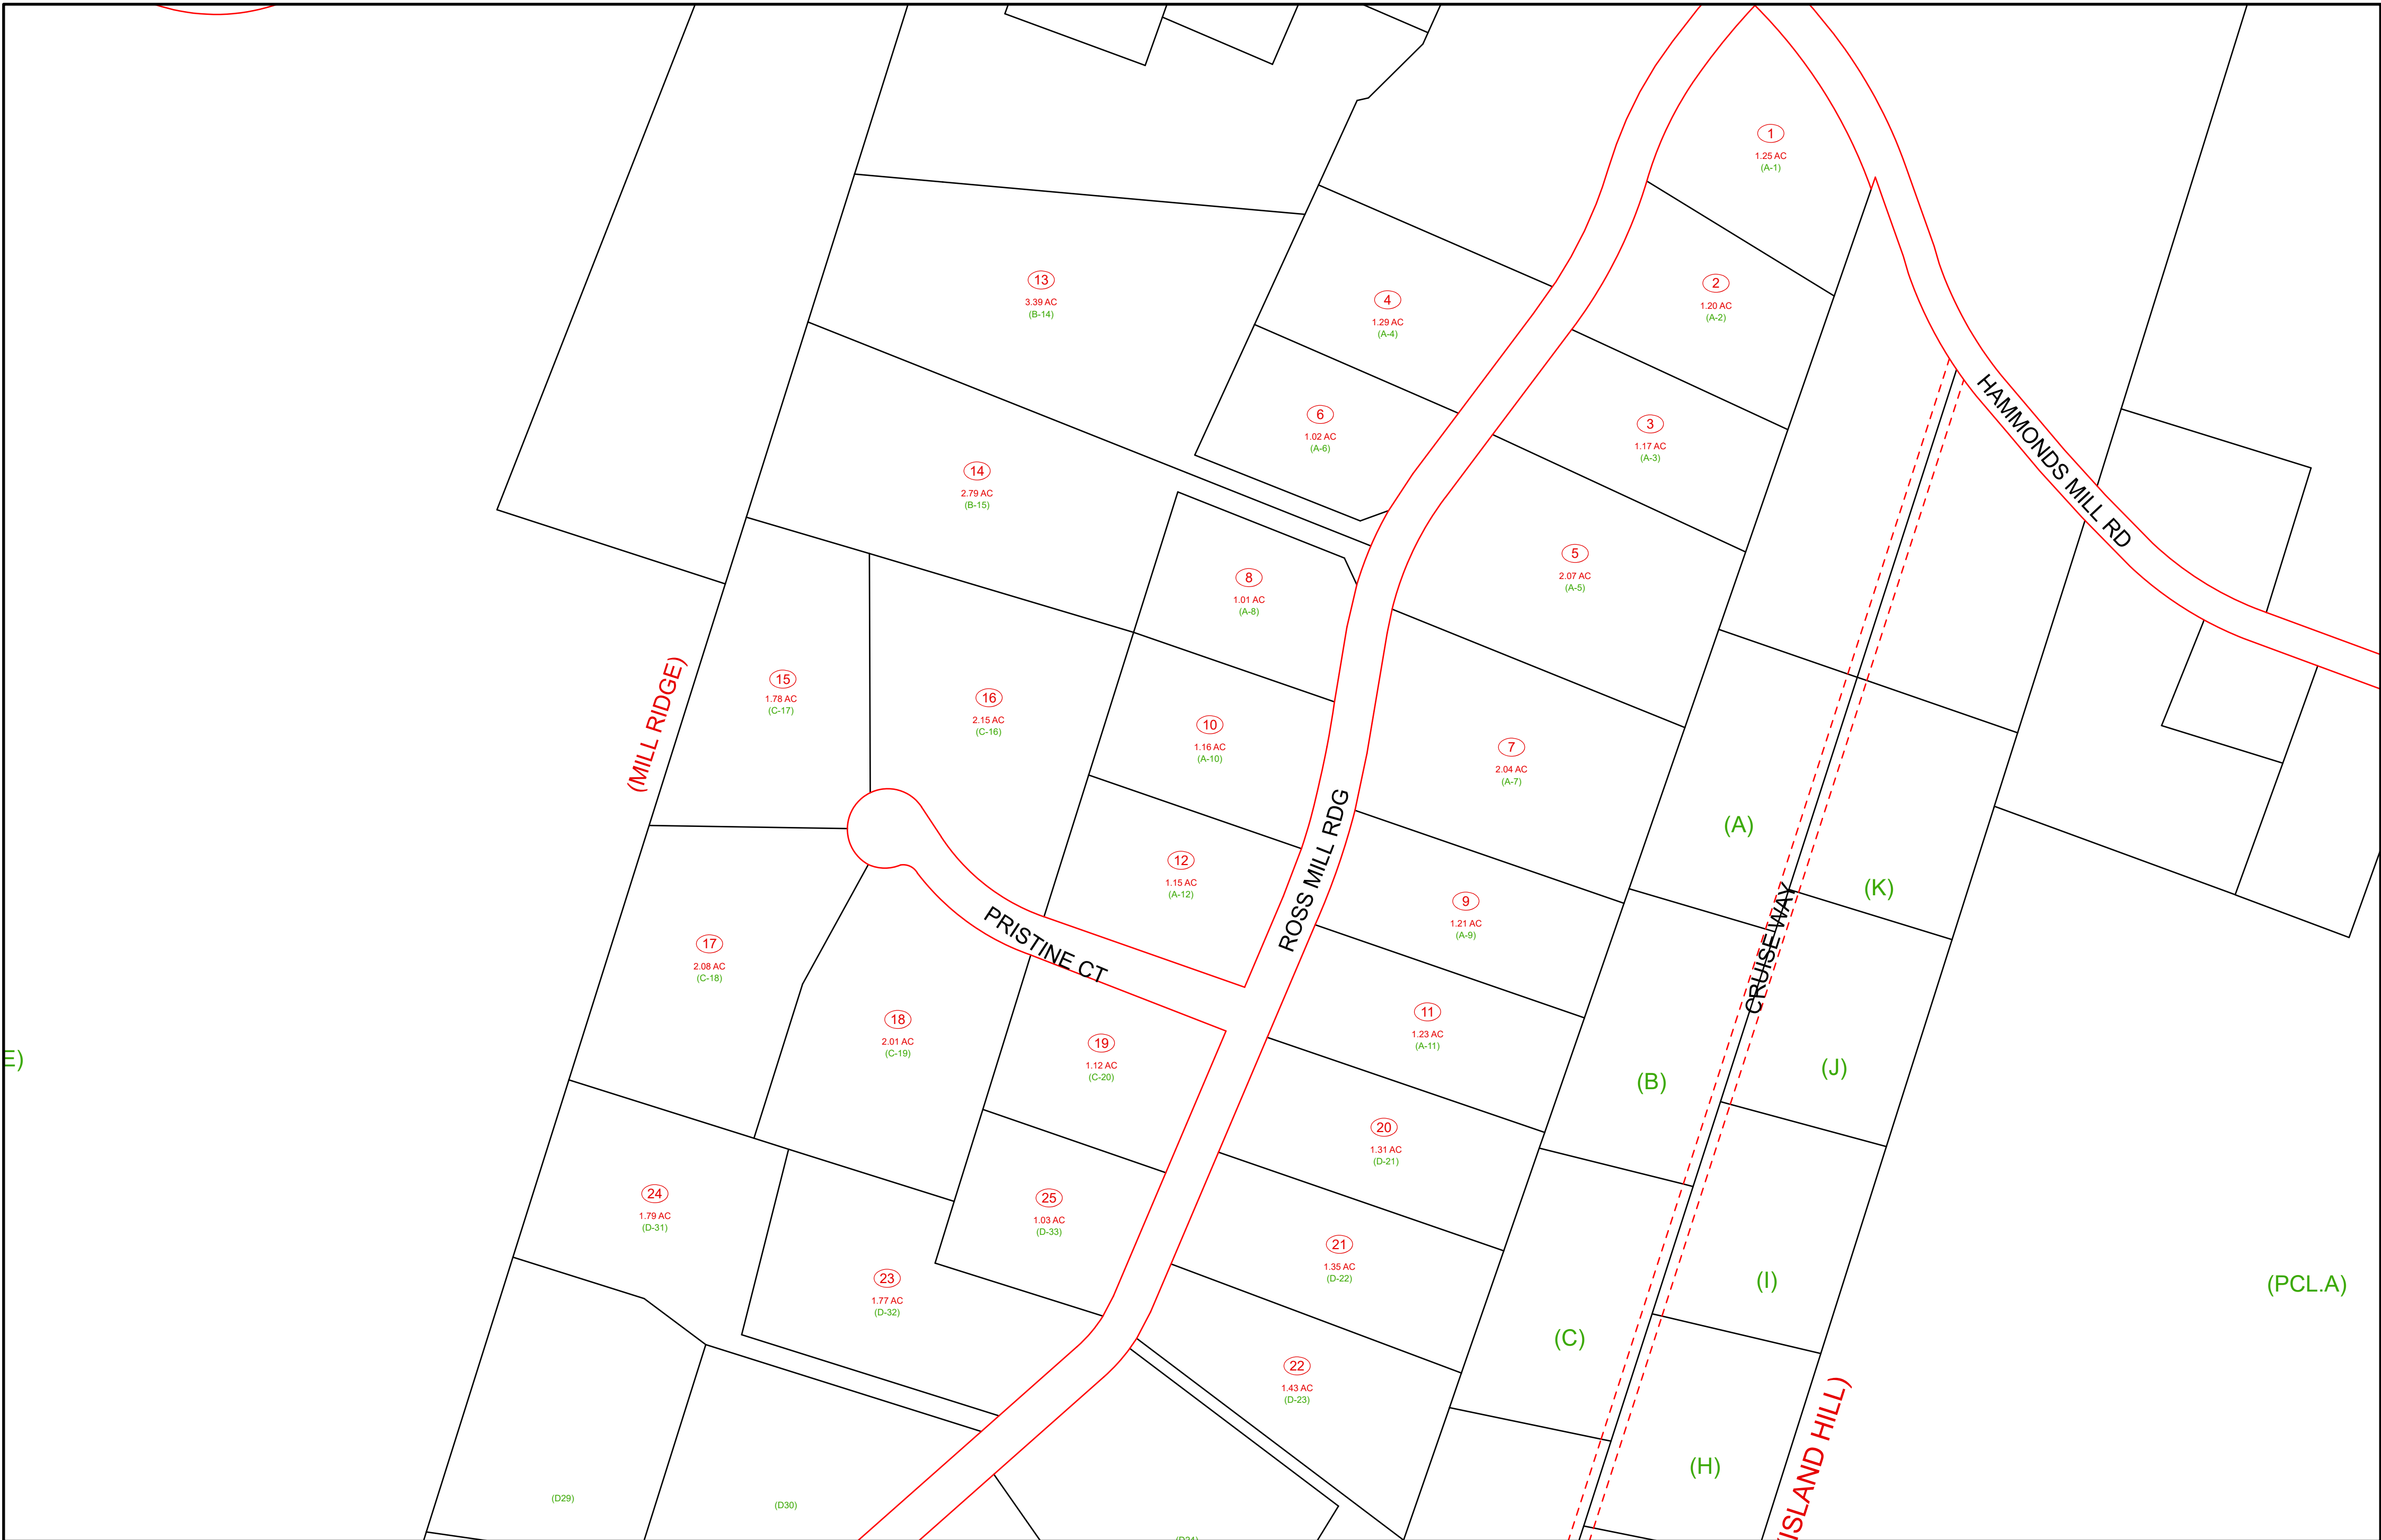 1
1.25 AC
(A-1)
2
1.20 AC
(A-2)
13
3.39 AC
(B-14)
4
1.29 AC
(A-4)
6
1.02 AC
(A-6)
3
1.17 AC
(A-3)
HAMMONDS MILL RD
14
2.79 AC
(B-15)
5
2.07 AC
(A-5)
8
1.01 AC
(A-8)
(MILL RIDGE)
15
1.78 AC
(C-17)
16
2.15 AC
(C-16)
10
1.16 AC
(A-10)
7
2.04 AC
(A-7)
(A)
12
1.15 AC
(A-12)
ROSS MILL RDG
9
1.21 AC
(A-9)
(K)
CRUISE WAY
PRISTINE CT
17
2.08 AC
(C-18)
18
2.01 AC
(C-19)
19
1.12 AC
(C-20)
11
1.23 AC
(A-11)
E)
(B)
(J)
20
1.31 AC
(D-21)
24
1.79 AC
(D-31)
25
1.03 AC
(D-33)
21
1.35 AC
(D-22)
(I)
(PCL.A)
23
1.77 AC
(D-32)
(C)
22
1.43 AC
(D-23)
ISLAND HILL)
(H)
(D29)
(D30)